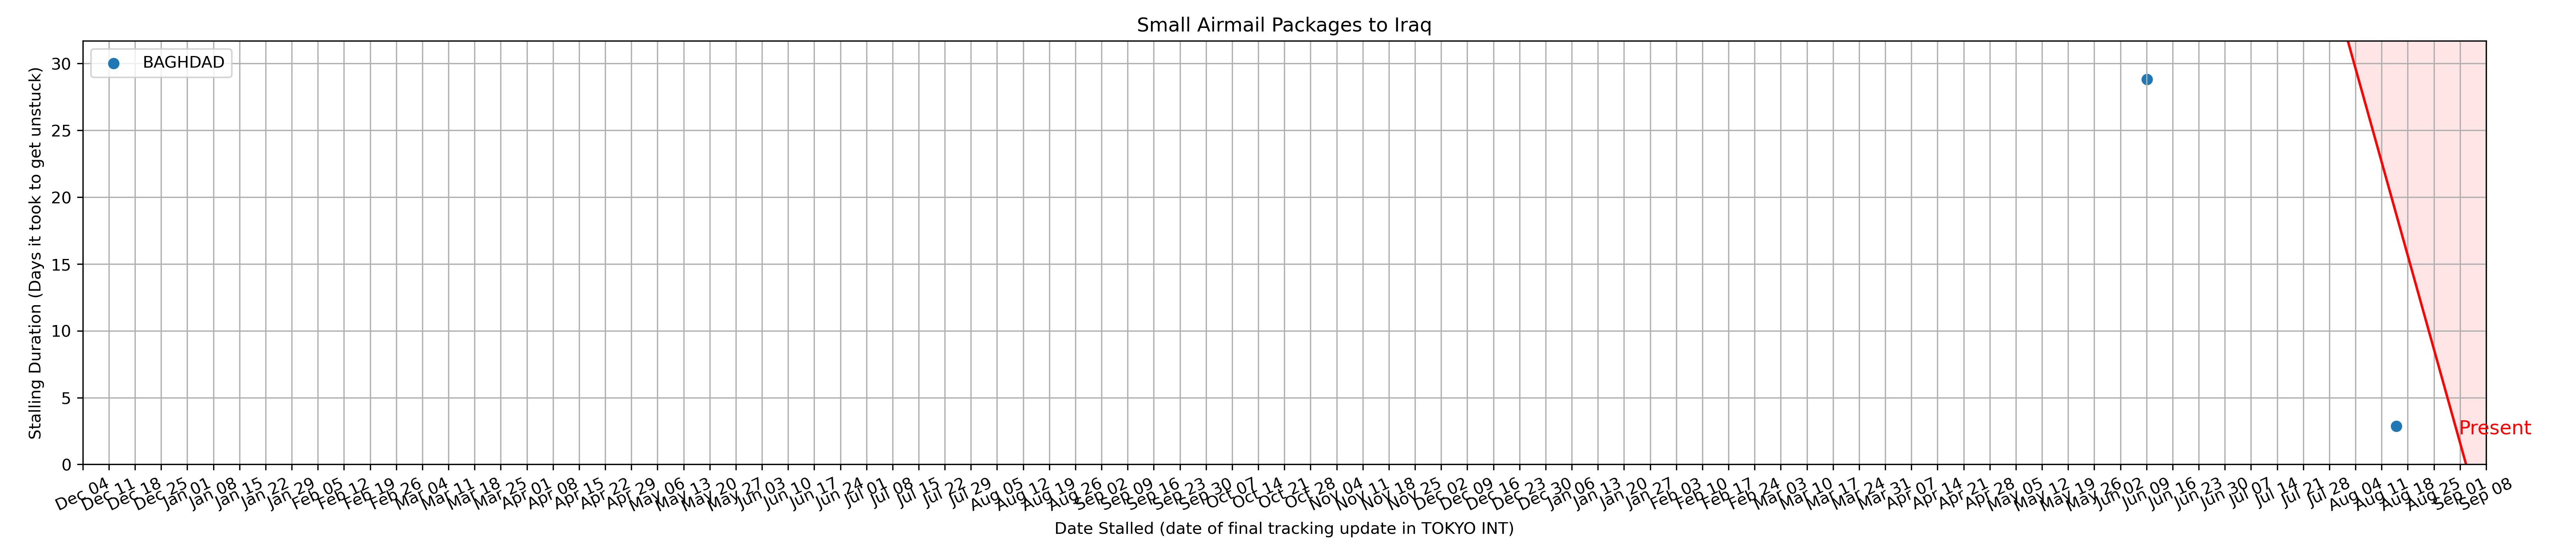 Small Airmail Packages to Iraq
BAGHDAD
Stalling Duration (Days it took to get unstuck)
30
25
20
15
10
5
0
Present
Dec 04 Dec 11 Dec 18 Dec 25 Jan 01 Jan 08 Jan 15 Jan 22 Jan 29 Feb 05 Feb 12 Feb 19 Feb 26 Mar 04 Mar 11 Mar 18 Mar 25 Apr 01 Apr 08 Apr 15 Apr 22 Apr 29 May 06 May 13 May 20 May 27 Jun 03 Jun 10 Jun 17 Jun 24 Jul 01 Jul 08 Jul 15 Jul 22 Jul 29 Aug 05 Aug 12 Aug 19 Aug 26 Sep 02 Sep 09 Sep 16 Sep 23 Sep 30 Oct 07 Oct 14 Oct 21 Oct 28 Nov 04 Nov 11 Nov 18 Nov 25 Dec 02 Dec 09 Dec 16 Dec 23 Dec 30 Jan 06 Jan 13 Jan 20 Jan 27 Feb 03 Feb 10 Feb 17 Feb 24 Mar 03 Mar 10 Mar 17 Mar 24 Mar 31 Apr 07 Apr 14 Apr 21 Apr 28 May 05 May 12 May 19 May 26 Jun 02 Jun 09 Jun 16 Jun 23 Jun 30 Jul 07 Jul 14 Jul 21 Jul 28 Aug 04 Aug 11 Aug 18 Aug 25 Sep 01 Sep 08
Date Stalled (date of final tracking update in TOKYO INT)